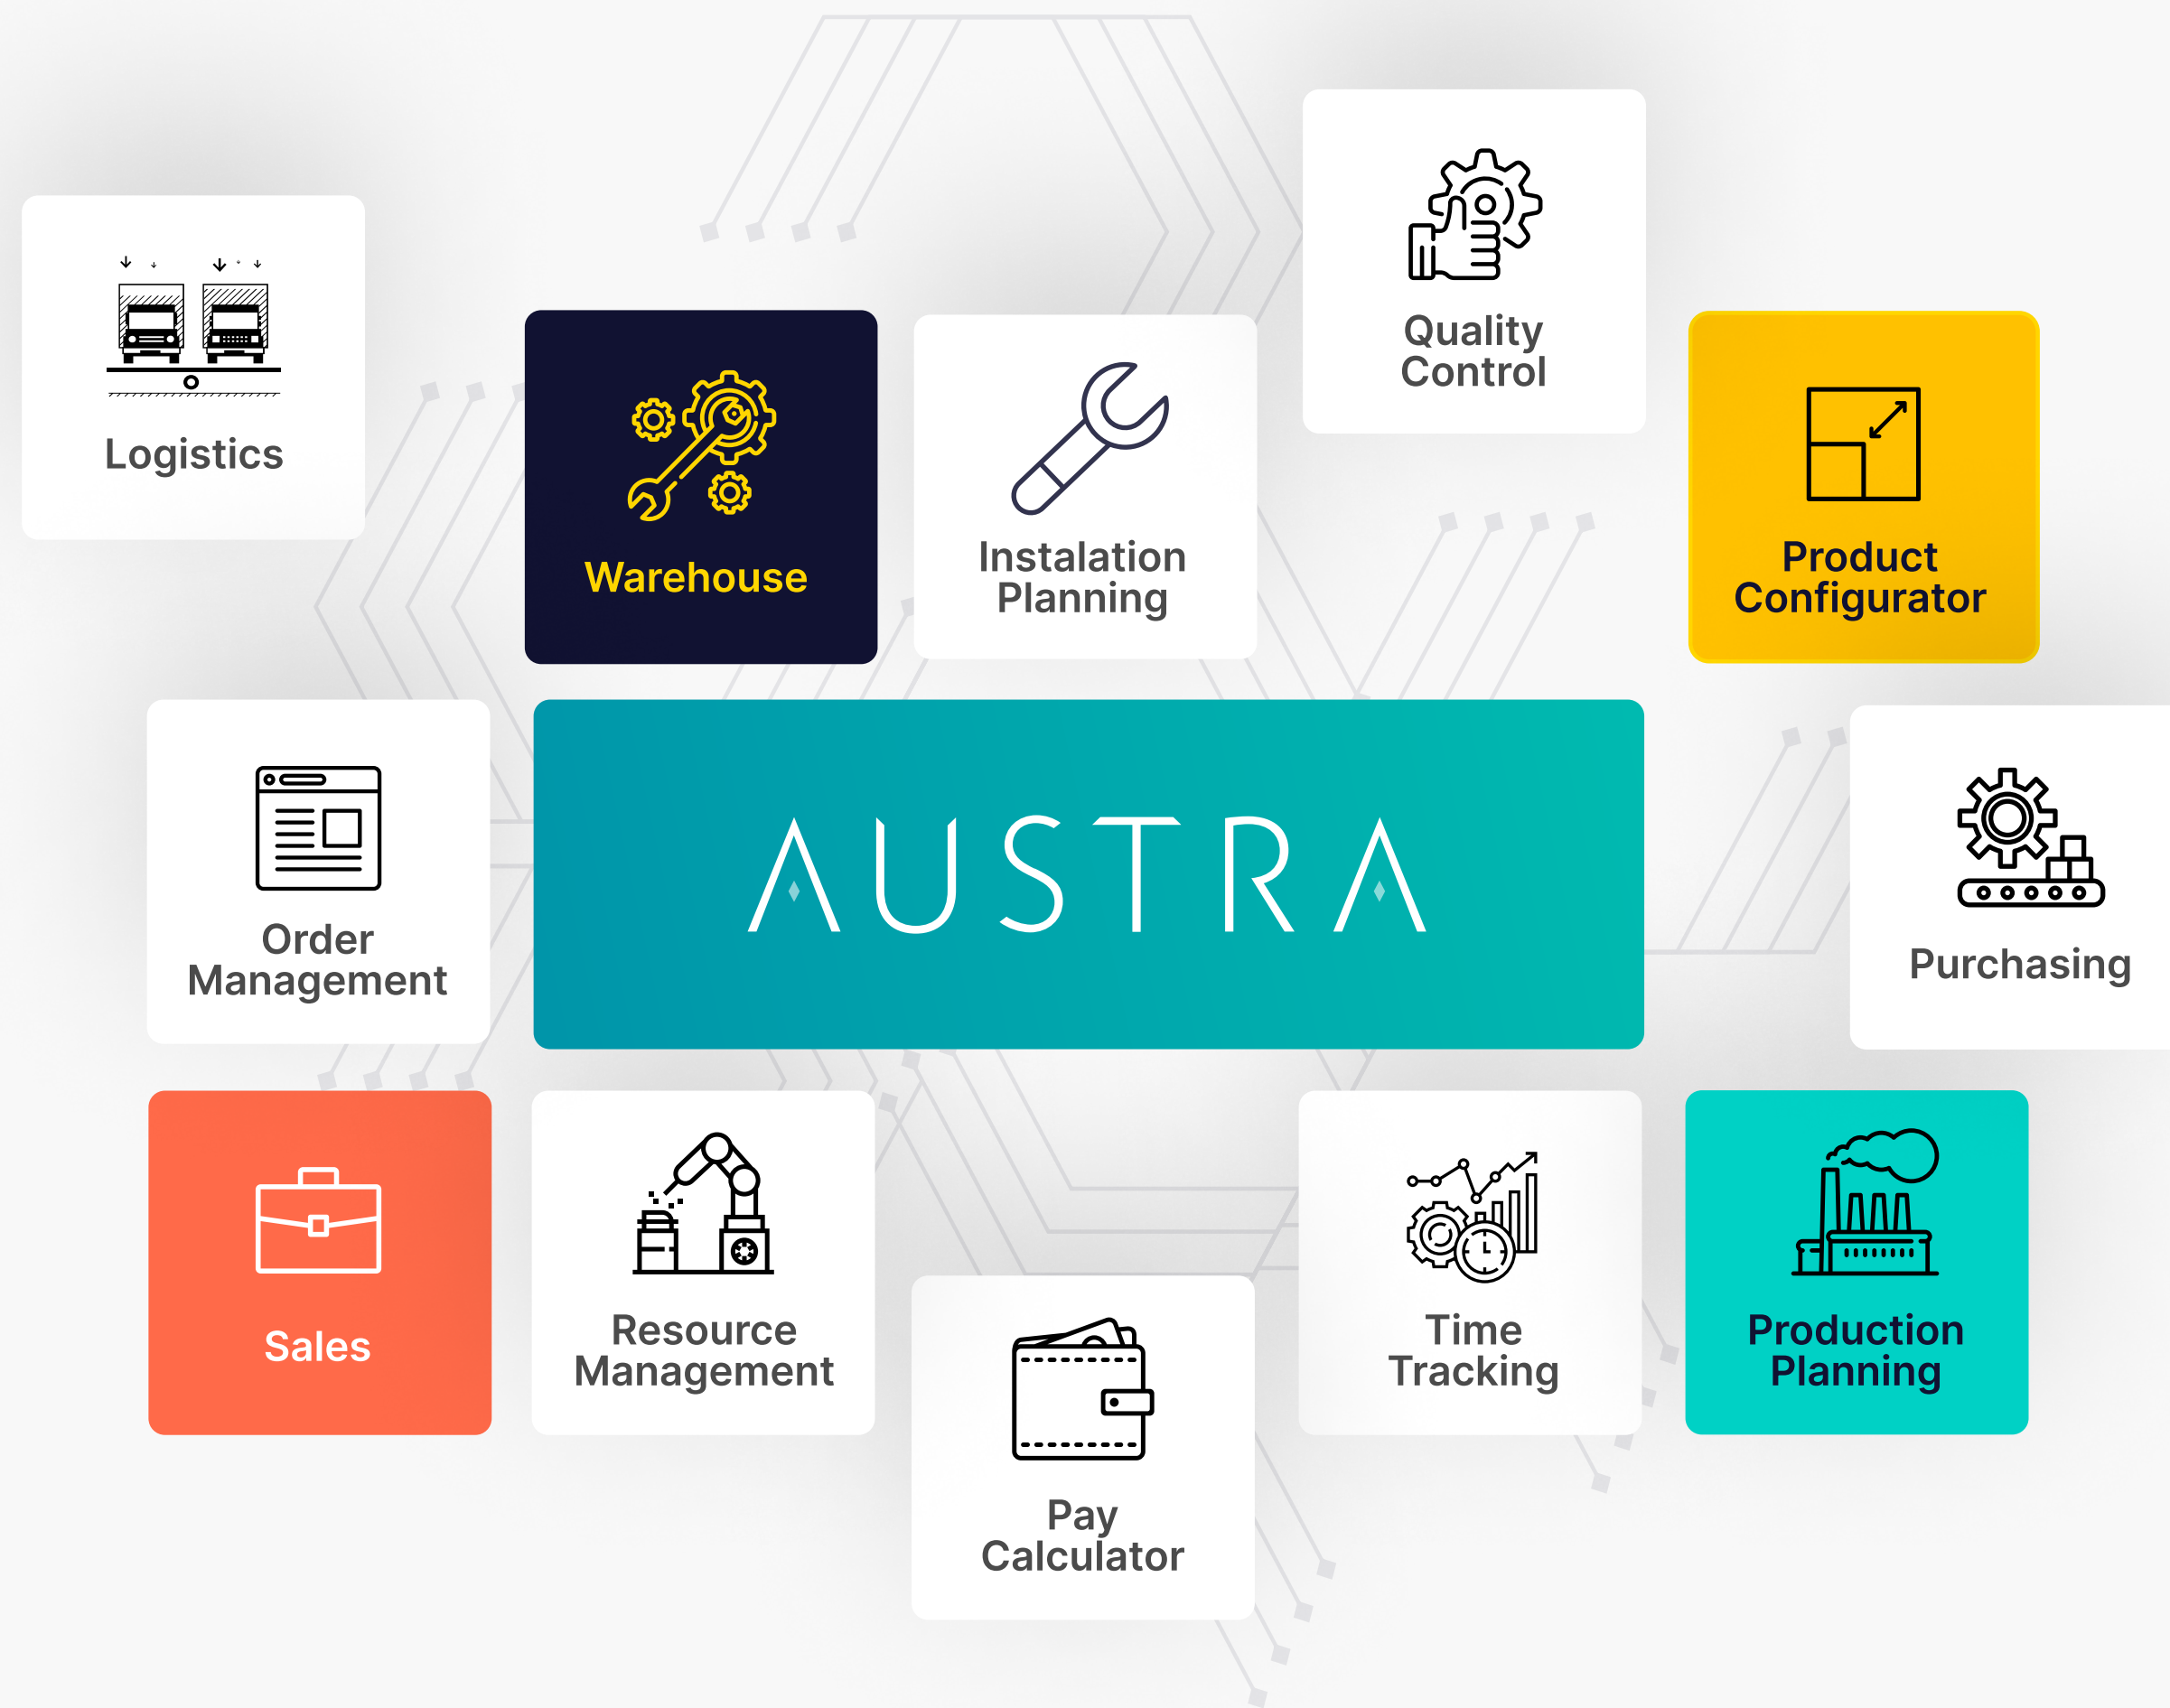 Quality
Control
Logistics
Warehouse
Instalation
Planning
Product
Configurator
Order
Management
AUSTRA
Purchasing
Sales
Resource
Management
Time
Tracking
Production
Planning
Pay
Calculator